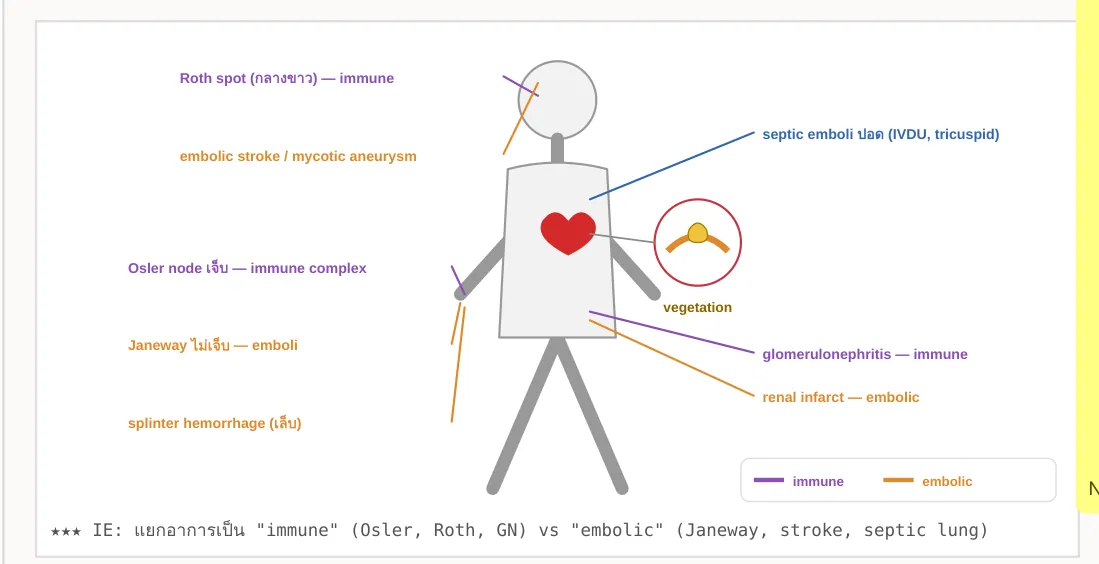 Roth spot (กลางขาว) — immune
embolic stroke / mycotic aneurysm
septic emboli ปอด (IVDU, tricuspid)
Osler node เจ็บ — immune complex
vegetation
Janeway ไม่เจ็บ — emboli
glomerulonephritis — immune
renal infarct — embolic
splinter hemorrhage (เล็บ)
immune
embolic
N
★★★ IE: แยกอาการเป็น "immune" (Osler, Roth, GN) vs "embolic" (Janeway, stroke, septic lung)